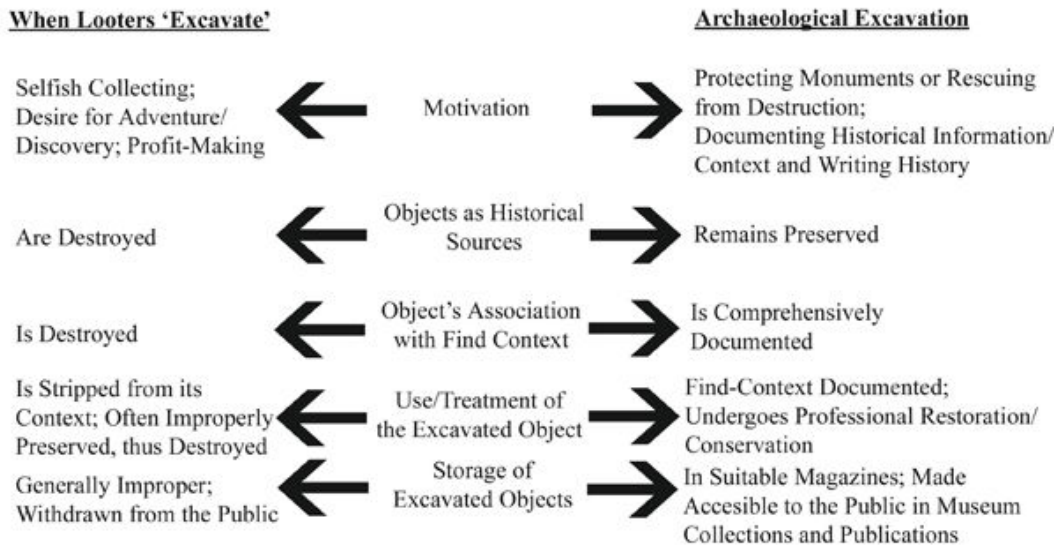 When Looters ‘Excavate’
Archaeological Excavation
Selfish Collecting;
Desire for Adventure/
Discovery; Profit-Making
Motivation
Protecting Monuments or Rescuing
from Destruction;
Documenting Historical Information/
Context and Writing History
Are Destroyed
Objects as Historical
Sources
Remains Preserved
Is Destroyed
Object’s Association
with Find Context
Is Comprehensively
Documented
Is Stripped from its
Context; Often Improperly
Preserved, thus Destroyed
Use/Treatment of
the Excavated Object
Find-Context Documented;
Undergoes Professional Restoration/
Conservation
Generally Improper;
Withdrawn from the Public
Storage of
Excavated Objects
In Suitable Magazines; Made
Accesible to the Public in Museum
Collections and Publications